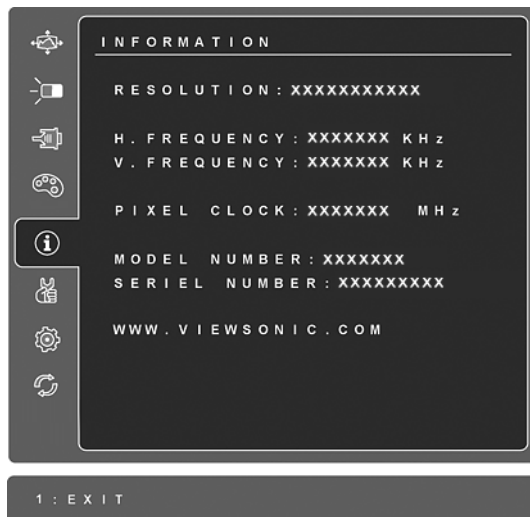 INFORMATION
RESOLUTION: XXXXXXXXXXX
H. FREQUENCY: XXXXXXX KHz
V. FREQUENCY: XXXXXXX KHz
PIXEL CLOCK: XXXXXXX MHz
MODEL NUMBER: XXXXXXX
SERIEL NUMBER: XXXXXXXXX
WWW.VIEWSONIC.COM
1:EXIT